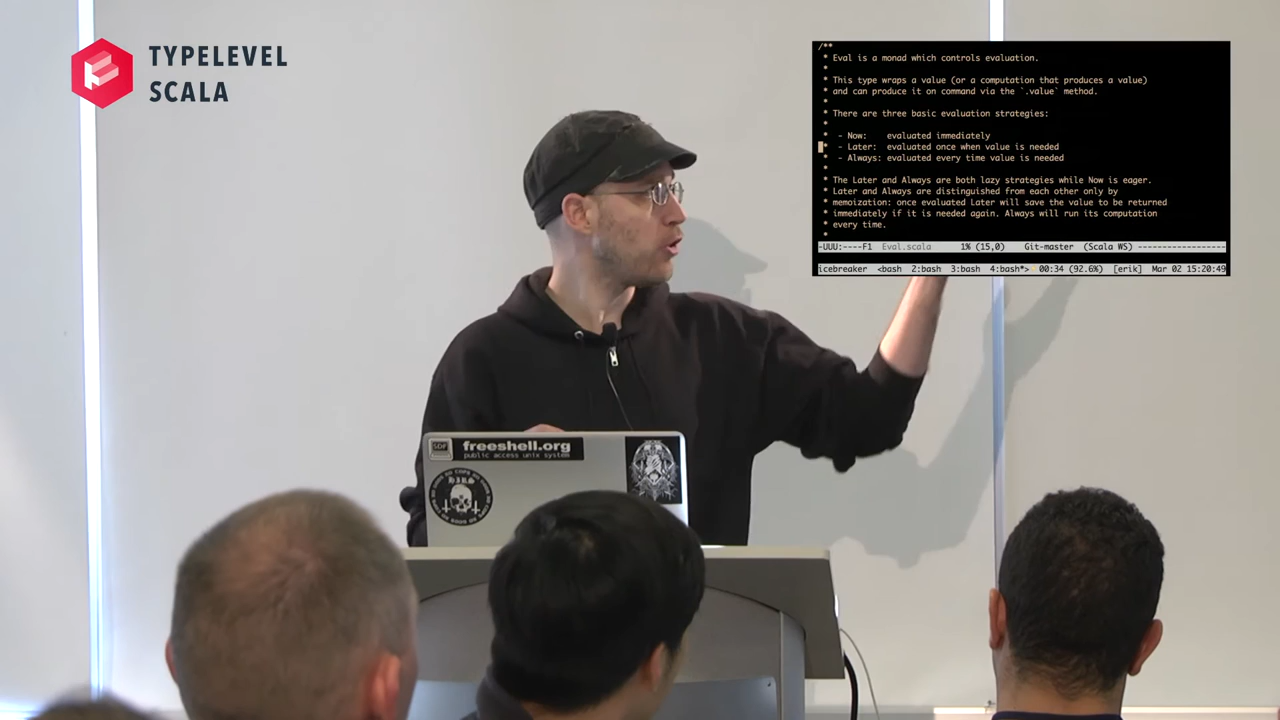 TYPELEVEL
SCALA
/**
* Eval is a monad which controls evaluation.
*
* This type wraps a value (or a computation that produces a value)
* and can produce it on command via the `.value` method.
*
* There are three basic evaluation strategies:
*
* - Now: evaluated immediately
* - Later: evaluated once when value is needed
* - Always: evaluated every time value is needed
*
* The Later and Always are both lazy strategies while Now is eager.
* Later and Always are distinguished from each other only by
* memoization: once evaluated Later will save the value to be returned
* immediately if it is needed again. Always will run its computation
* every time.
*
-UUU:----F1 Eval.scala 1% (15,0) Git-master (Scala WS) ------------------
icebreaker <bash 2:bash 3:bash 4:bash*> 00:34 (92.6%) [erik] Mar 02 15:20:49
SDF
freeshell.org
public access unix system